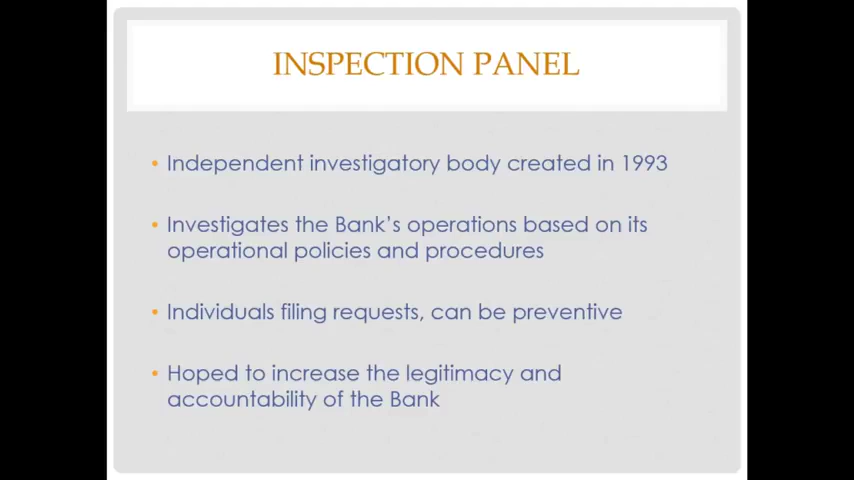 INSPECTION PANEL
• Independent investigatory body created in 1993
• Investigates the Bank's operations based on its
operational policies and procedures
• Individuals filing requests, can be preventive
• Hoped to increase the legitimacy and
accountability of the Bank